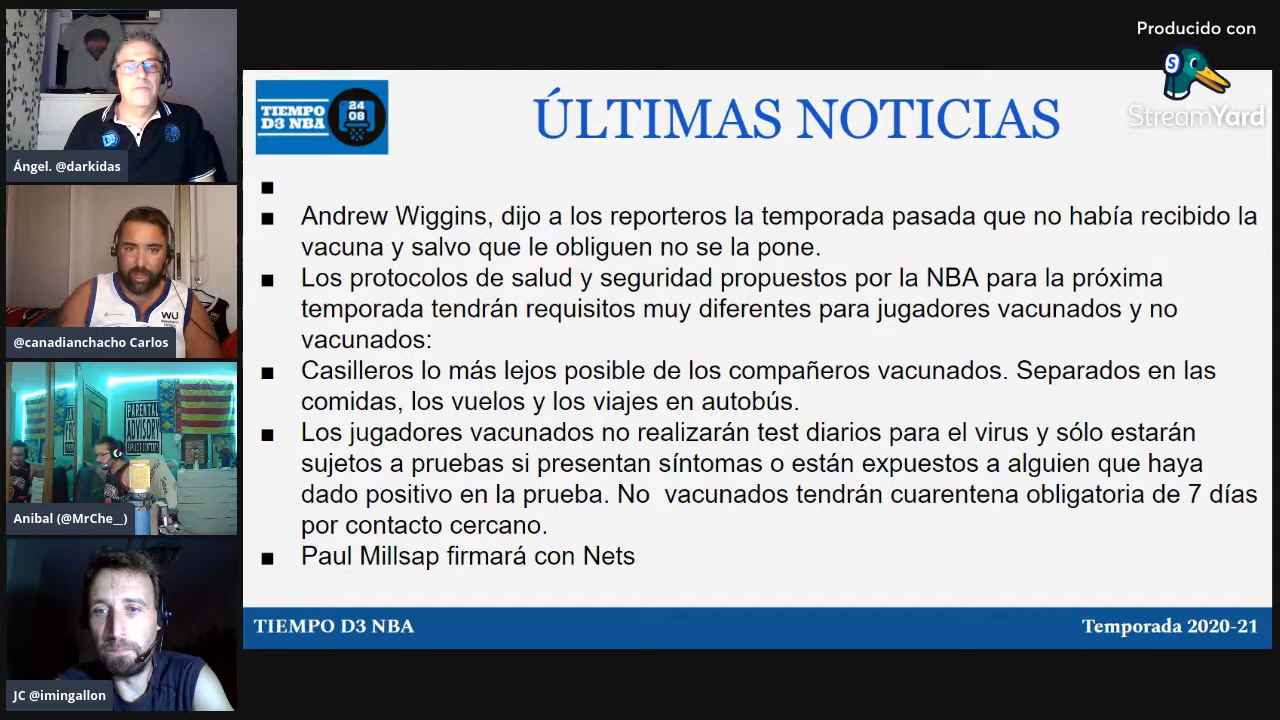 Producido con
StreamYard
TIEMPO
D3 NBA
24
08
ÚLTIMAS NOTICIAS
Andrew Wiggins, dijo a los reporteros la temporada pasada que no había recibido la
vacuna y salvo que le obliguen no se la pone.
Los protocolos de salud y seguridad propuestos por la NBA para la próxima
temporada tendrán requisitos muy diferentes para jugadores vacunados y no
vacunados:
Casilleros lo más lejos posible de los compañeros vacunados. Separados en las
comidas, los vuelos y los viajes en autobús.
Los jugadores vacunados no realizarán test diarios para el virus y sólo estarán
sujetos a pruebas si presentan síntomas o están expuestos a alguien que haya
dado positivo en la prueba. No  vacunados tendrán cuarentena obligatoria de 7 días
por contacto cercano.
Paul Millsap firmará con Nets
TIEMPO D3 NBA
Temporada 2020-21
Ángel. @darkidas
WU
@canadianchacho Carlos
PARENTAL
ADVISORY
Anibal (@MrChe__)
JC @imingallon